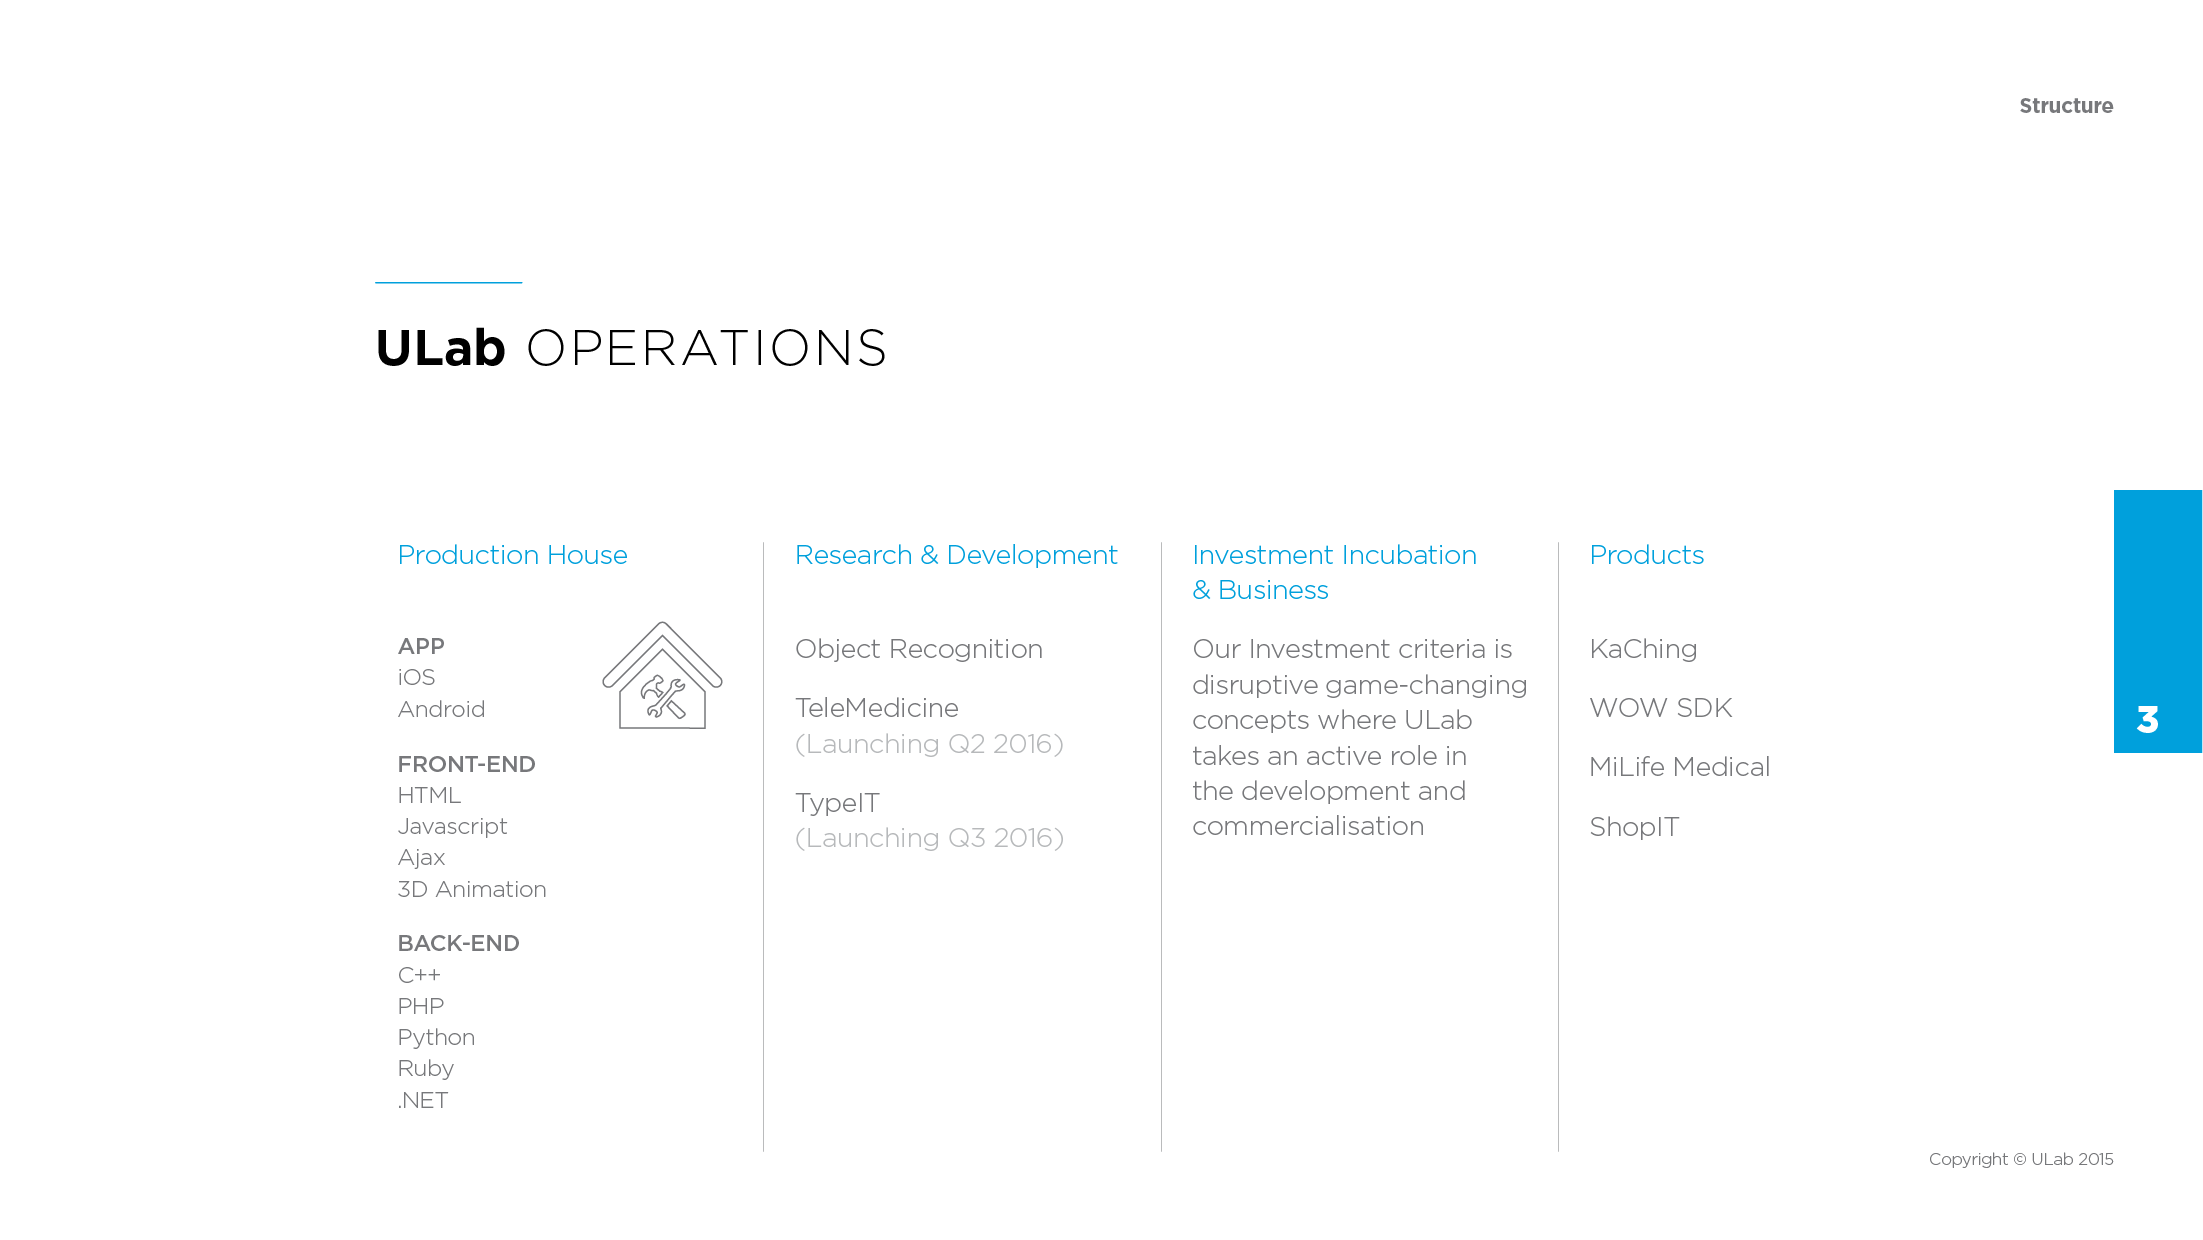 Structure
ULab OPERATIONS
Production House
APP
iOS
Android
FRONT-END
HTML
Javascript
Ajax
3D Animation
BACK-END
C++
PHP
Python
Ruby
.NET
Research & Development
Object Recognition
TeleMedicine
(Launching Q2 2016)
TypeIT
(Launching Q3 2016)
Investment Incubation
& Business
Our Investment criteria is
disruptive game-changing
concepts where ULab
takes an active role in
the development and
commercialisation
Products
KaChing
WOW SDK
MiLife Medical
ShopIT
3
Copyright © ULab 2015